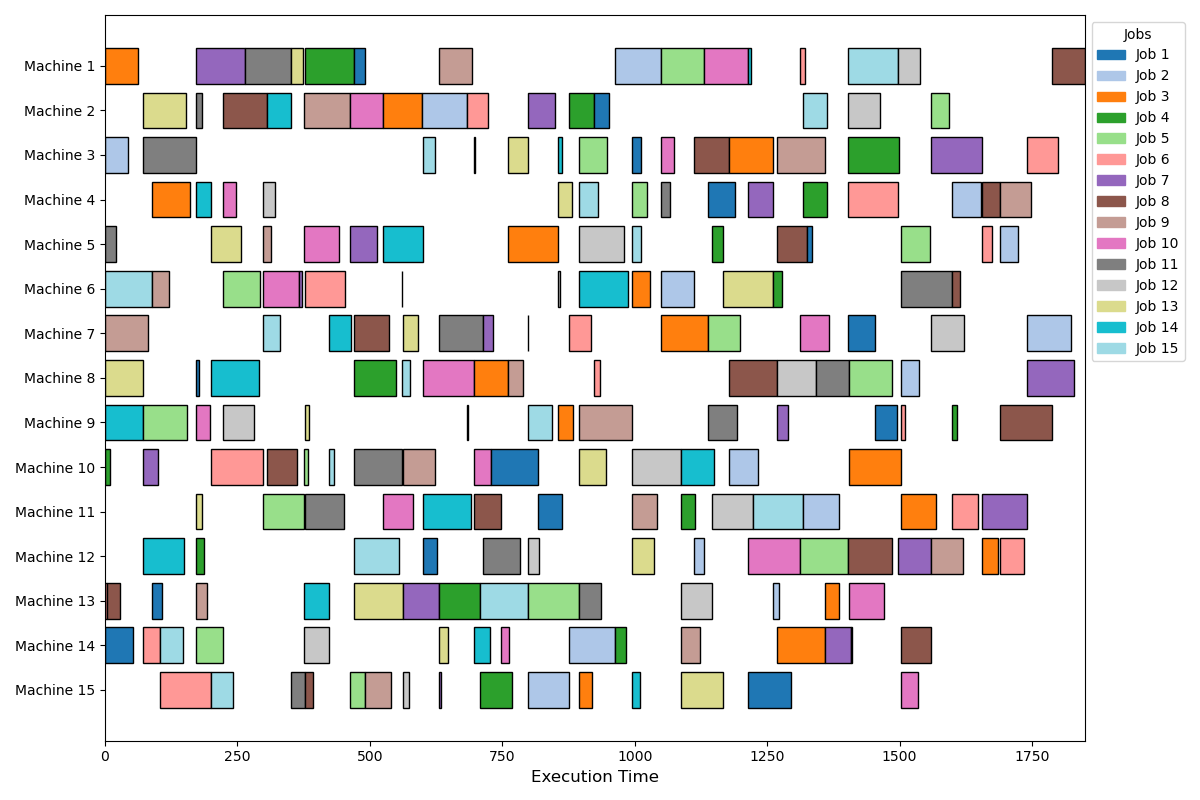 Machine 1
Machine 2
Machine 3
Machine 4
Machine 5
Machine 6
Machine 7
Machine 8
Machine 9
Machine 10
Machine 11
Machine 12
Machine 13
Machine 14
Machine 15
0 250 500 750 1000 1250 1500 1750
Execution Time
Jobs
Job 1
Job 2
Job 3
Job 4
Job 5
Job 6
Job 7
Job 8
Job 9
Job 10
Job 11
Job 12
Job 13
Job 14
Job 15